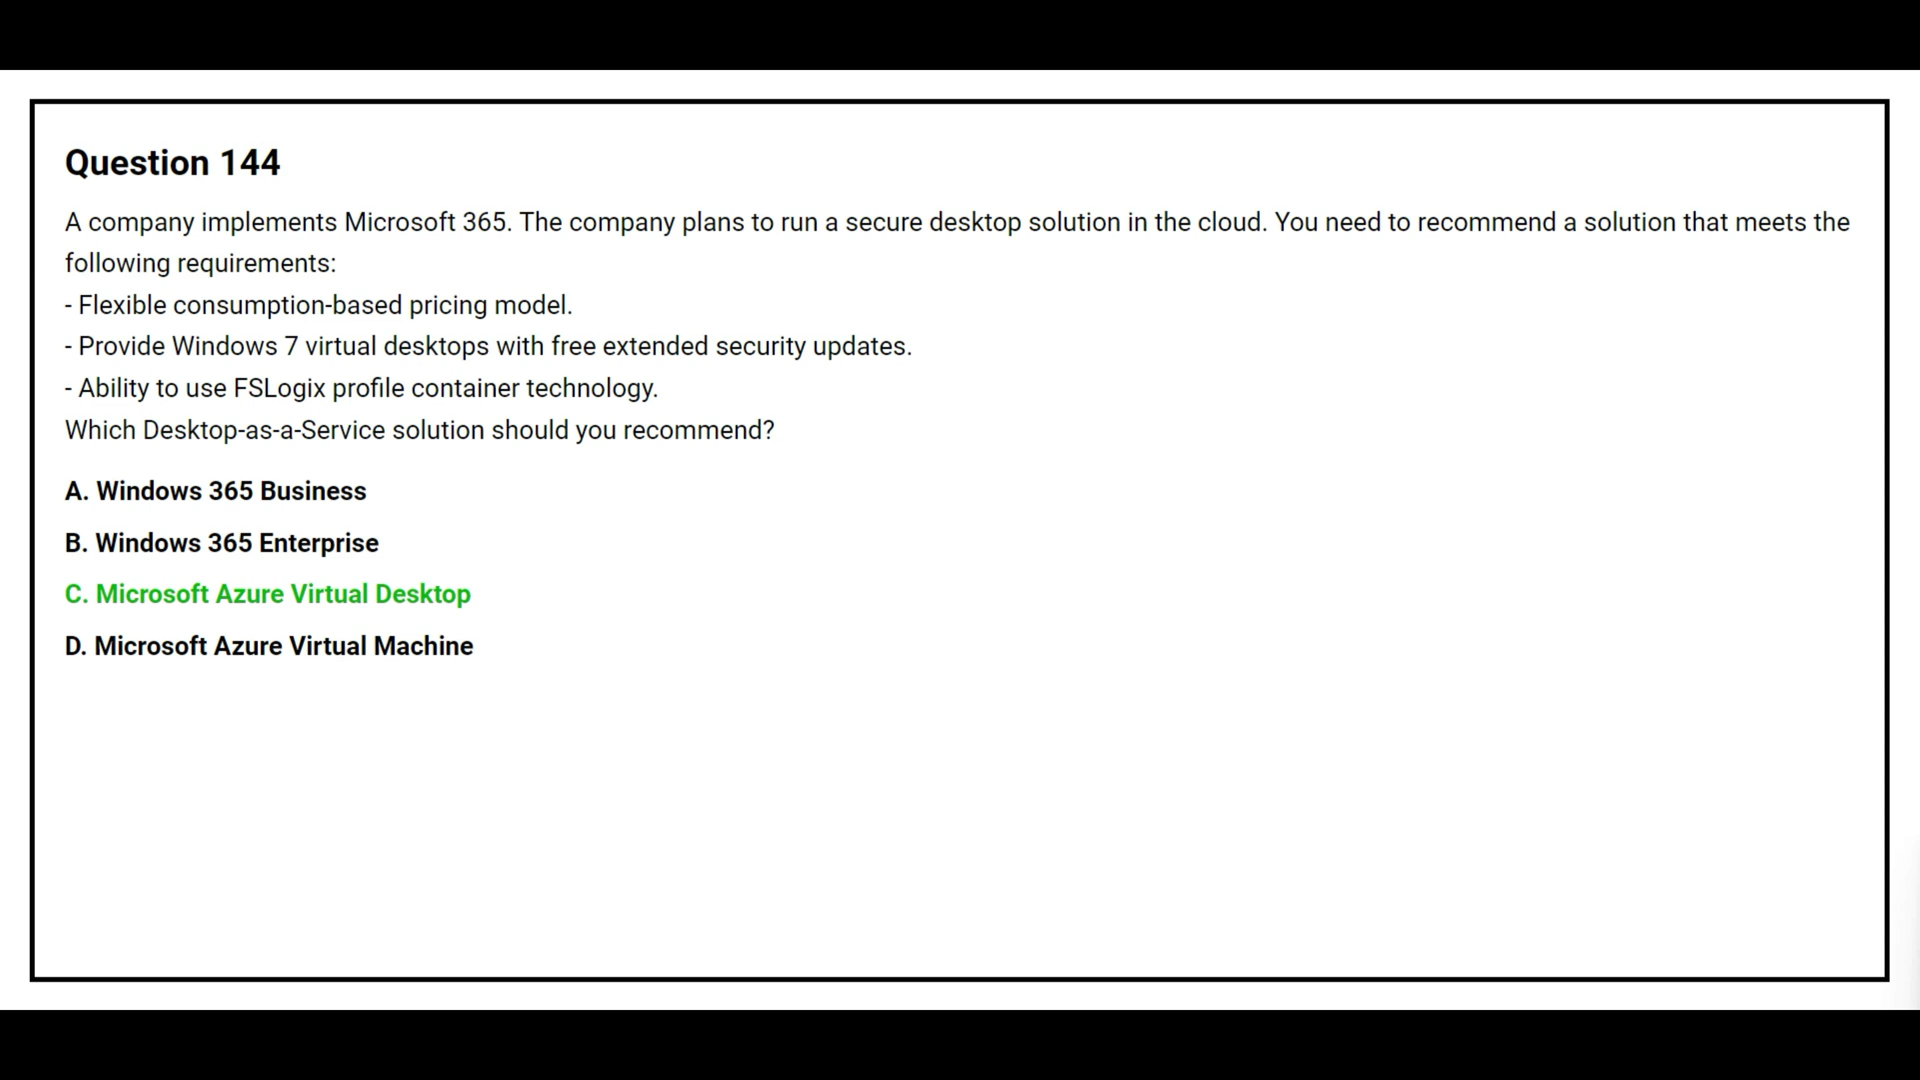 Question 144
A company implements Microsoft 365. The company plans to run a secure desktop solution in the cloud. You need to recommend a solution that meets the
following requirements:
- Flexible consumption-based pricing model.
- Provide Windows 7 virtual desktops with free extended security updates.
- Ability to use FSLogix profile container technology.
Which Desktop-as-a-Service solution should you recommend?
A. Windows 365 Business
B. Windows 365 Enterprise
C. Microsoft Azure Virtual Desktop
D. Microsoft Azure Virtual Machine